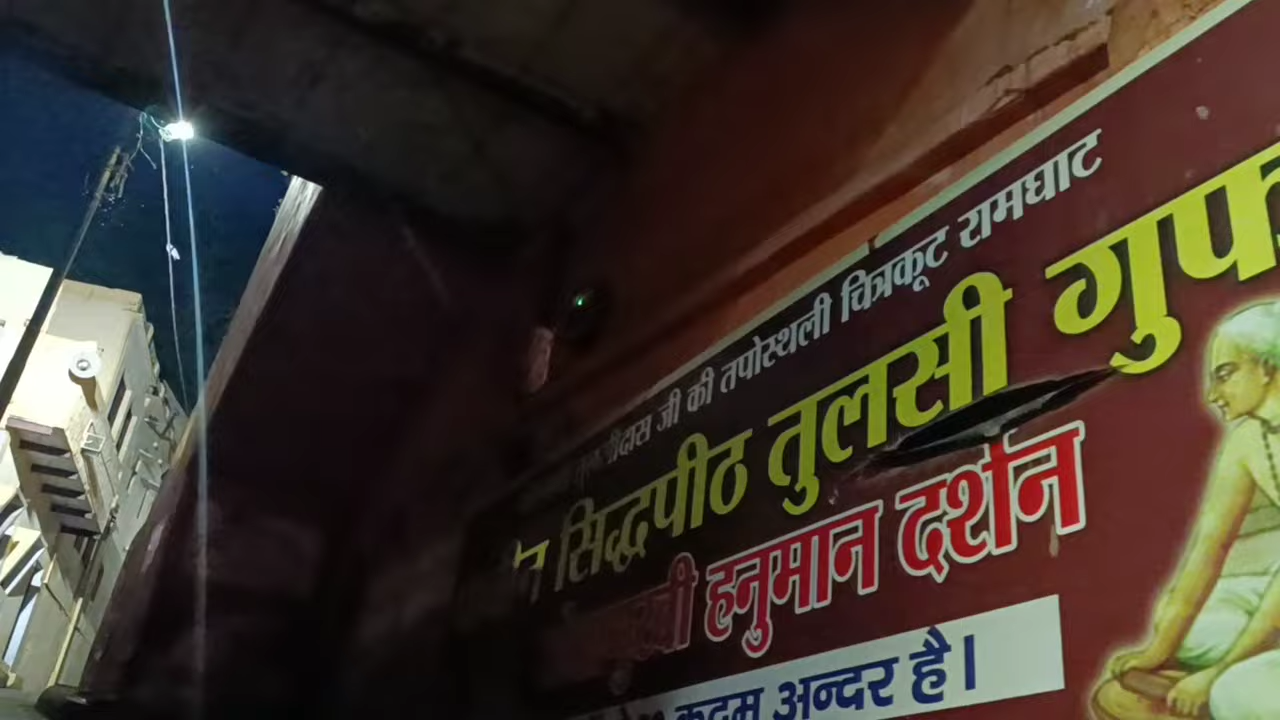 जी की तपोस्थली चित्रकूट रामघाट
सिद्धपीठ तुलसी
हनुमान दर्शन
कदम अन्दर है।